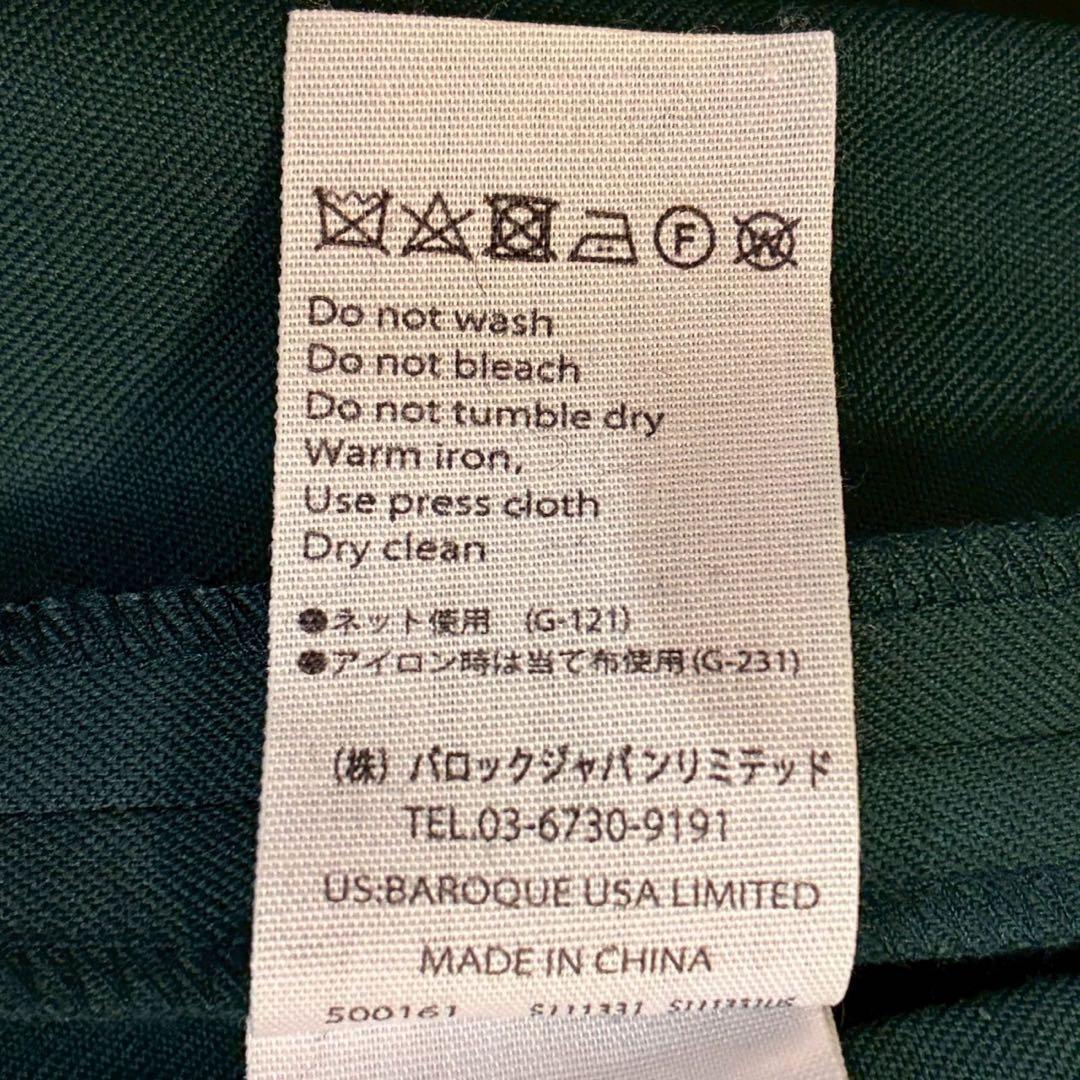 F W
Do not wash
Do not bleach
Do not tumble dry
Warm iron,
Use press cloth
Dry clean
●ネット使用 (G-121)
●アイロン時は当て布使用(G-231)
(株) バロックジャパンリミテッド
TEL.03-6730-9191
US:BAROQUE USA LIMITED
MADE IN CHINA
500161 S111331 S111331US